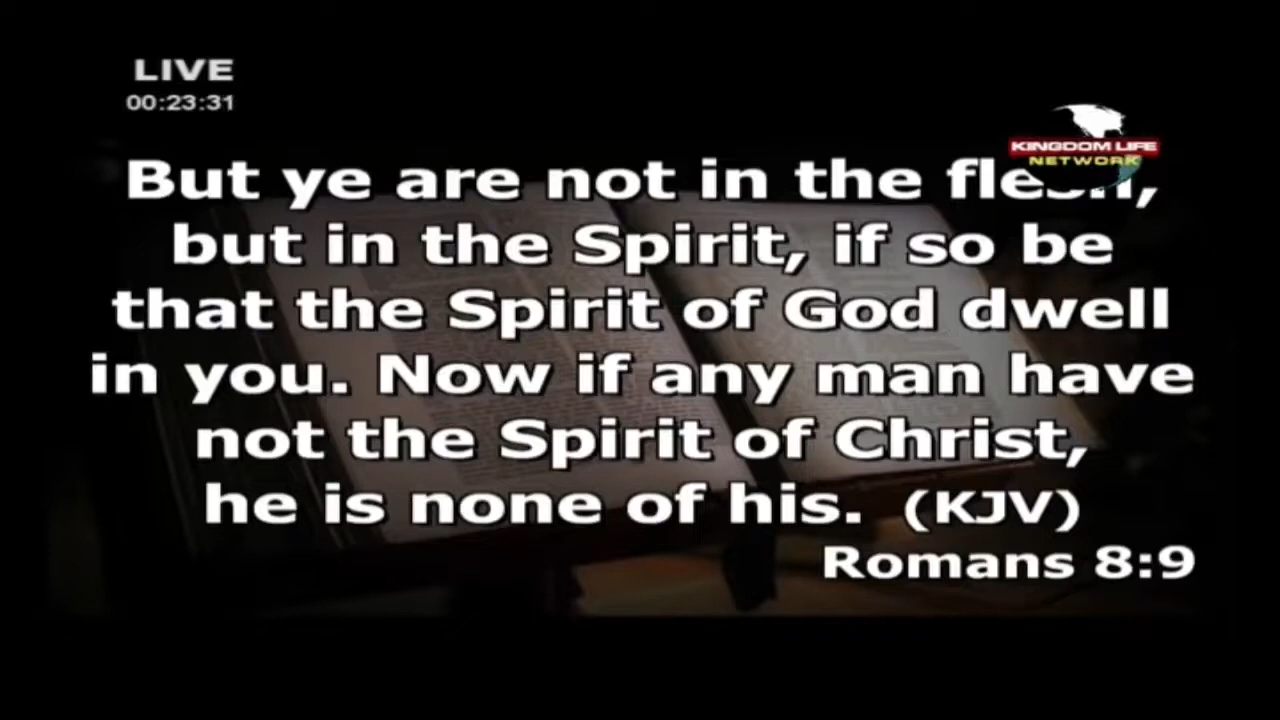 LIVE
00:23:31
KINGDOM LIFE
NETWORK
But ye are not in the flesh,
but in the Spirit, if so be
that the Spirit of God dwell
in you. Now if any man have
not the Spirit of Christ,
he is none of his. (KJV)
Romans 8:9